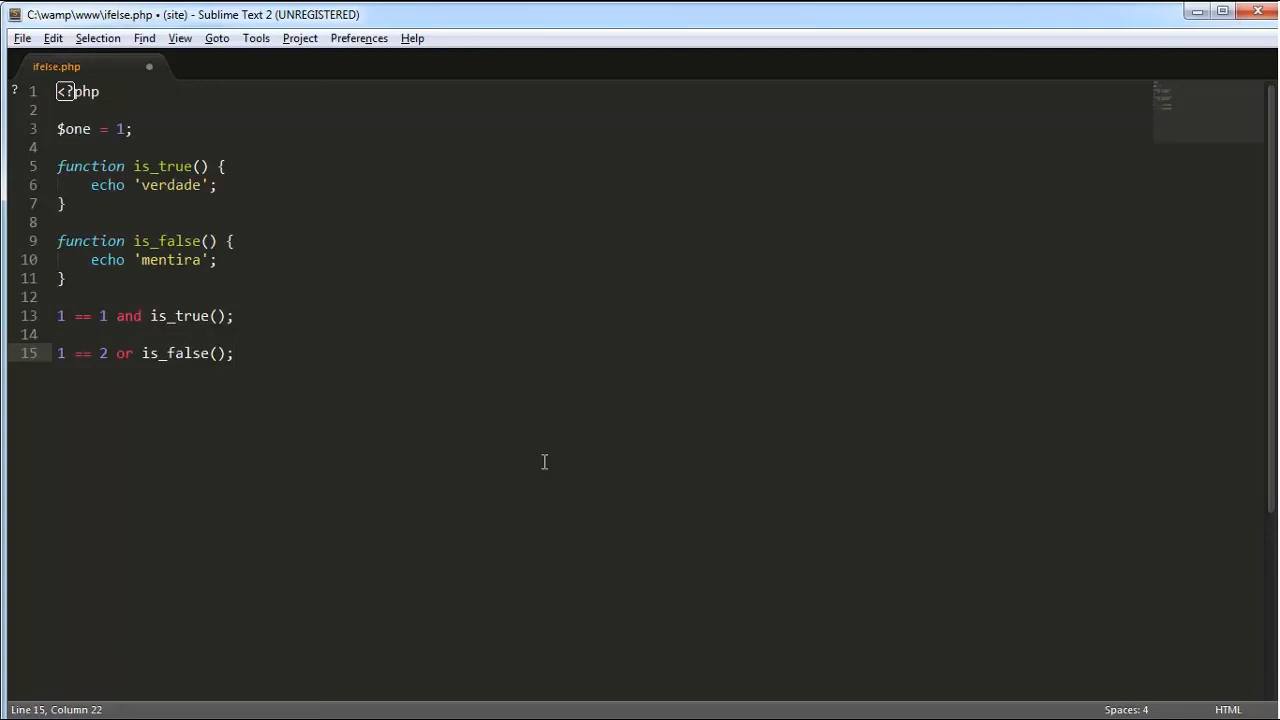 C:\wamp\www\ifelse.php • (site) - Sublime Text 2 (UNREGISTERED)
File Edit Selection Find View Goto Tools Project Preferences Help
ifelse.php
? 1 <?php
2
3 $one = 1;
4
5 function is_true() {
6 echo 'verdade';
7 }
8
9 function is_false() {
10 echo 'mentira';
11 }
12
13 1 == 1 and is_true();
14
15 1 == 2 or is_false();
Line 15, Column 22 Spaces: 4 HTML